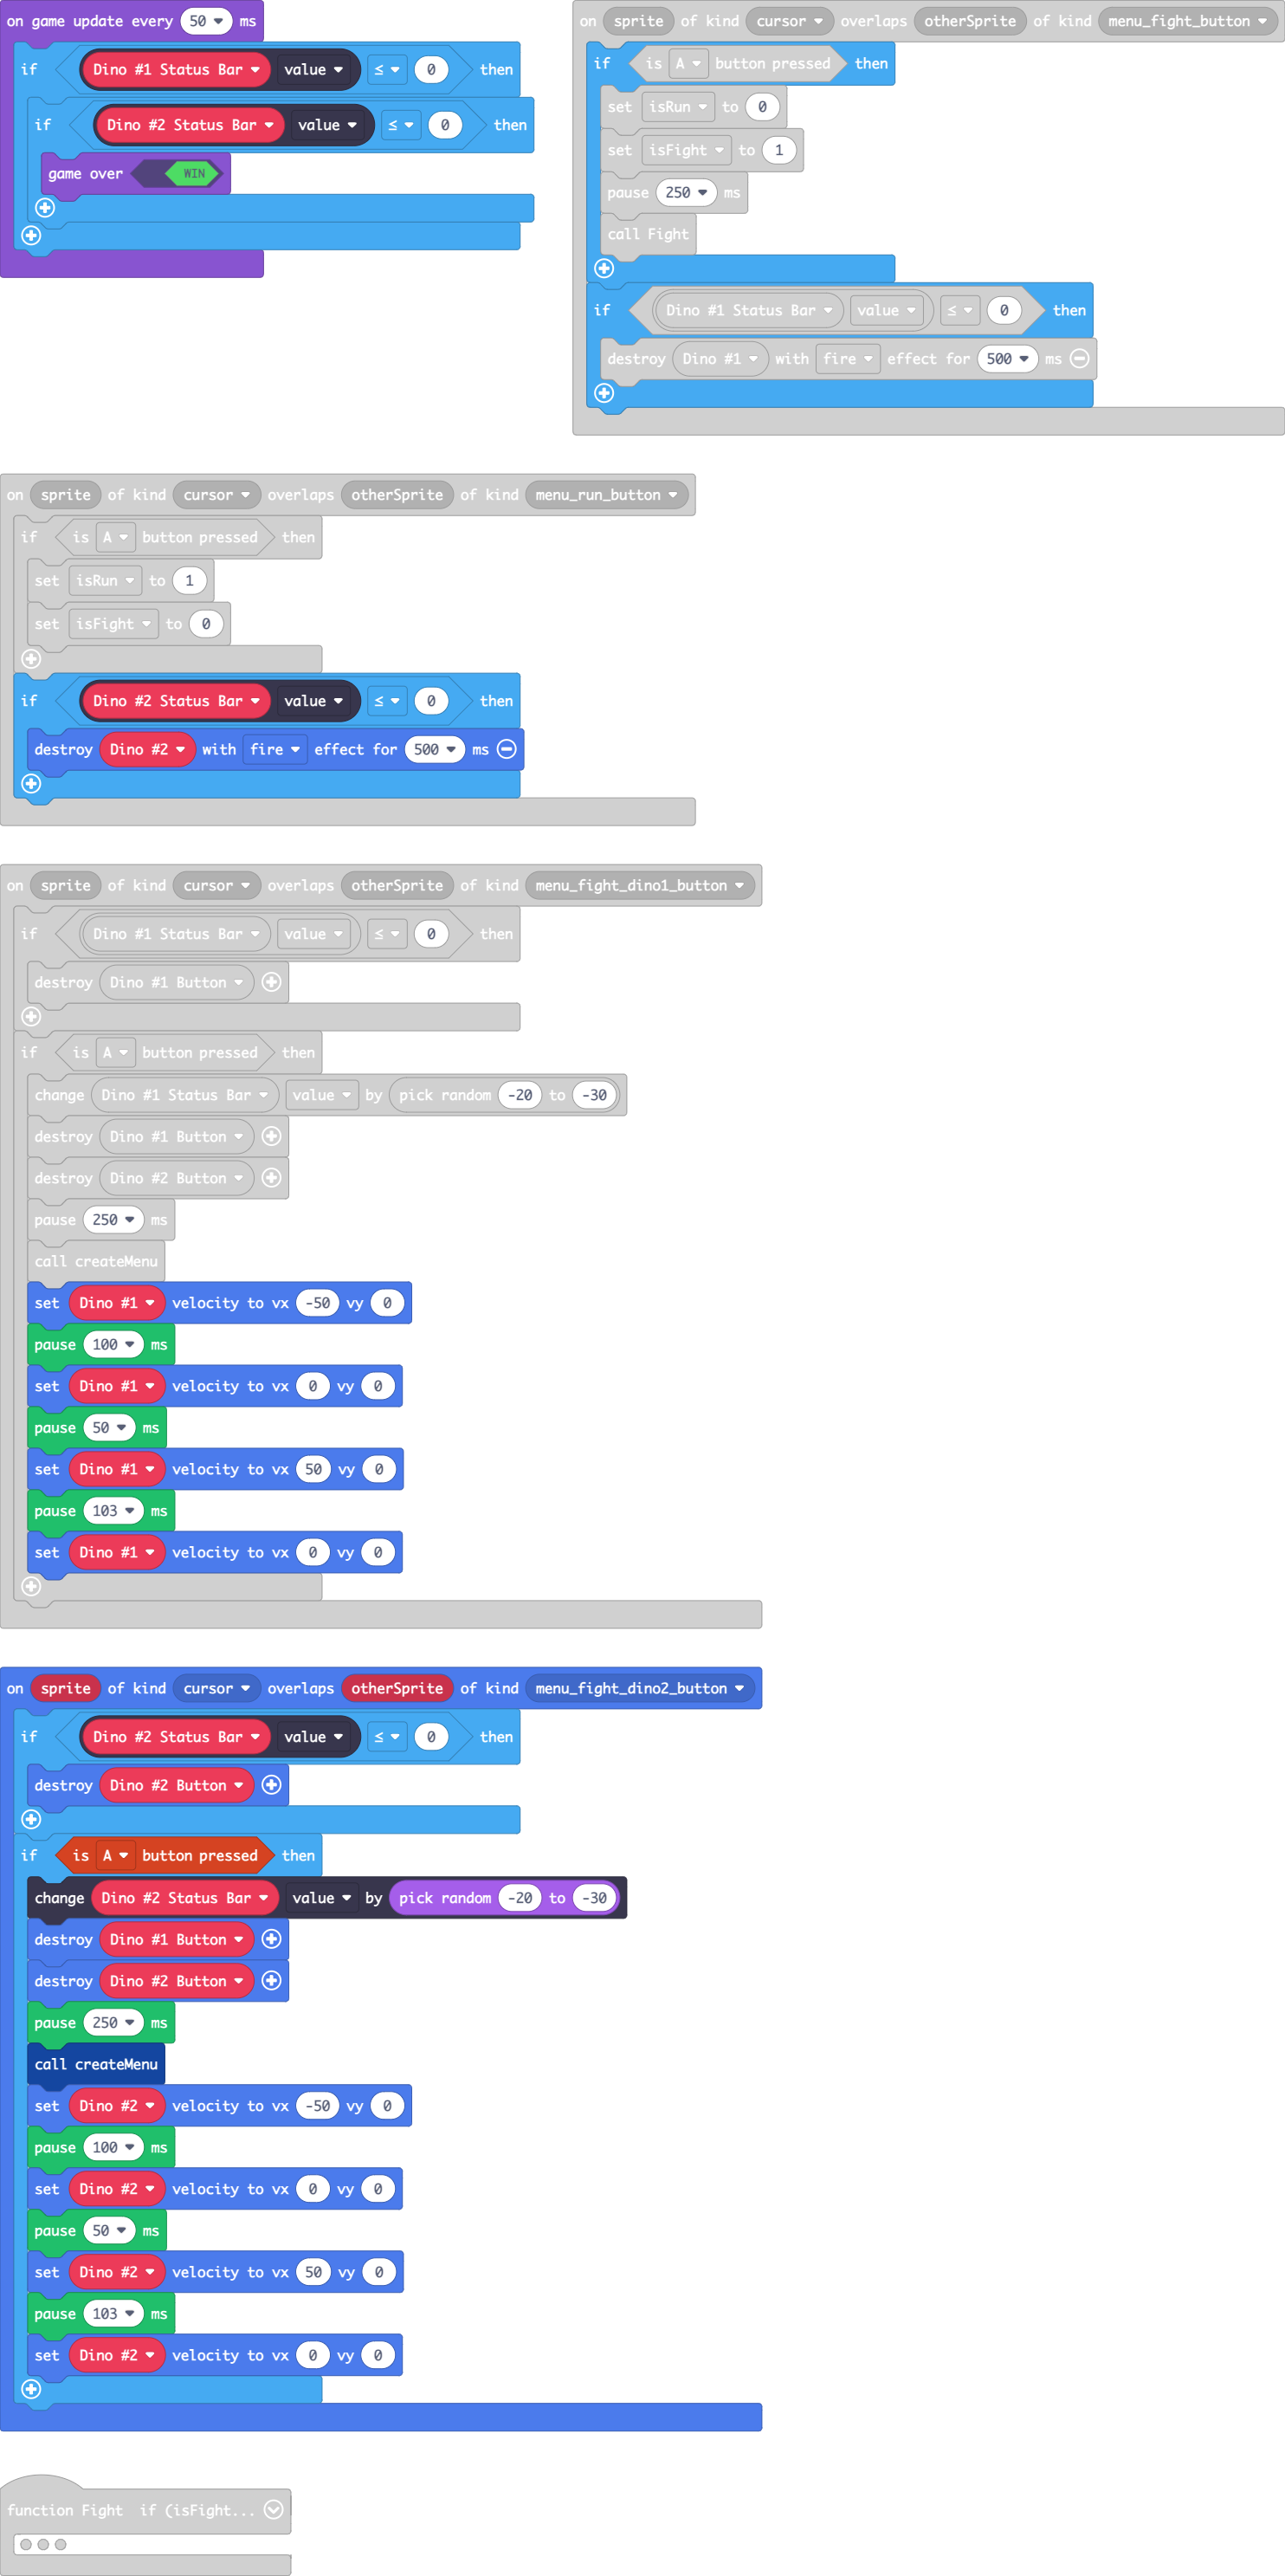 on game update every 50 ms
if Dino #1 Status Bar value ≤ 0 then
if Dino #2 Status Bar value ≤ 0 then
game over WIN
on sprite of kind cursor overlaps otherSprite of kind menu_fight_button
if is A button pressed then
set isRun to 0
set isFight to 1
pause 250 ms
call Fight
if Dino #1 Status Bar value ≤ 0 then
destroy Dino #1 with fire effect for 500 ms
on sprite of kind cursor overlaps otherSprite of kind menu_run_button
if is A button pressed then
set isRun to 1
set isFight to 0
if Dino #2 Status Bar value ≤ 0 then
destroy Dino #2 with fire effect for 500 ms
on sprite of kind cursor overlaps otherSprite of kind menu_fight_dino1_button
if Dino #1 Status Bar value ≤ 0 then
destroy Dino #1 Button
if is A button pressed then
change Dino #1 Status Bar value by pick random -20 to -30
destroy Dino #1 Button
destroy Dino #2 Button
pause 250 ms
call createMenu
set Dino #1 velocity to vx -50 vy 0
pause 100 ms
set Dino #1 velocity to vx 0 vy 0
pause 50 ms
set Dino #1 velocity to vx 50 vy 0
pause 103 ms
set Dino #1 velocity to vx 0 vy 0
on sprite of kind cursor overlaps otherSprite of kind menu_fight_dino2_button
if Dino #2 Status Bar value ≤ 0 then
destroy Dino #2 Button
if is A button pressed then
change Dino #2 Status Bar value by pick random -20 to -30
destroy Dino #1 Button
destroy Dino #2 Button
pause 250 ms
call createMenu
set Dino #2 velocity to vx -50 vy 0
pause 100 ms
set Dino #2 velocity to vx 0 vy 0
pause 50 ms
set Dino #2 velocity to vx 50 vy 0
pause 103 ms
set Dino #2 velocity to vx 0 vy 0
function Fight if (isFight...